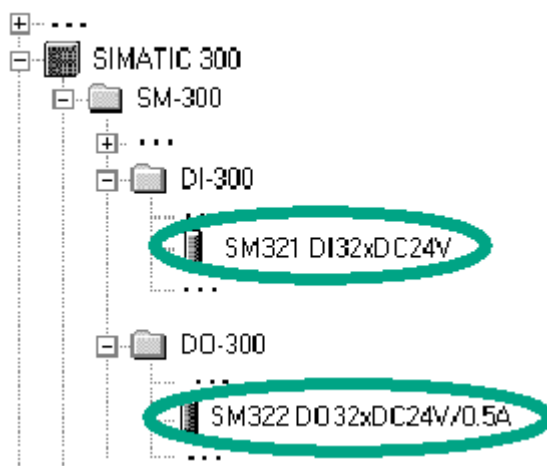 ...
SIMATIC 300
SM-300
...
DI-300
...
SM321 DI32xDC24V
...
DO-300
...
SM322 DO32xDC24V/0.5A
...